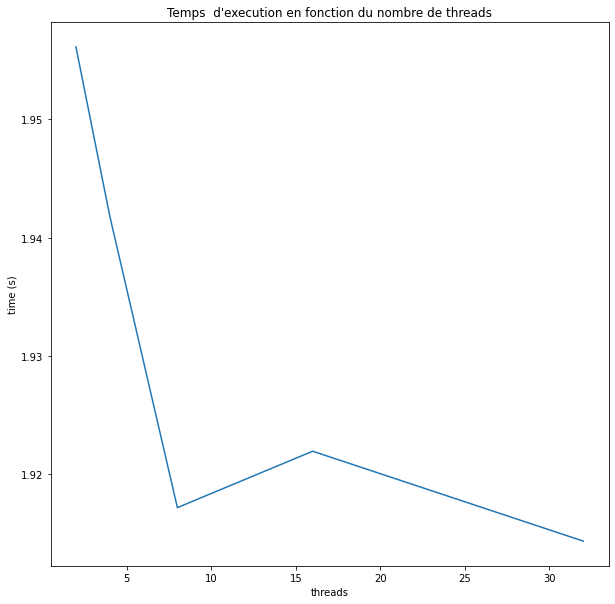 Temps  d'execution en fonction du nombre de threads
1.95
1.94
1.93
1.92
time (s)
5 10 15 20 25 30
threads